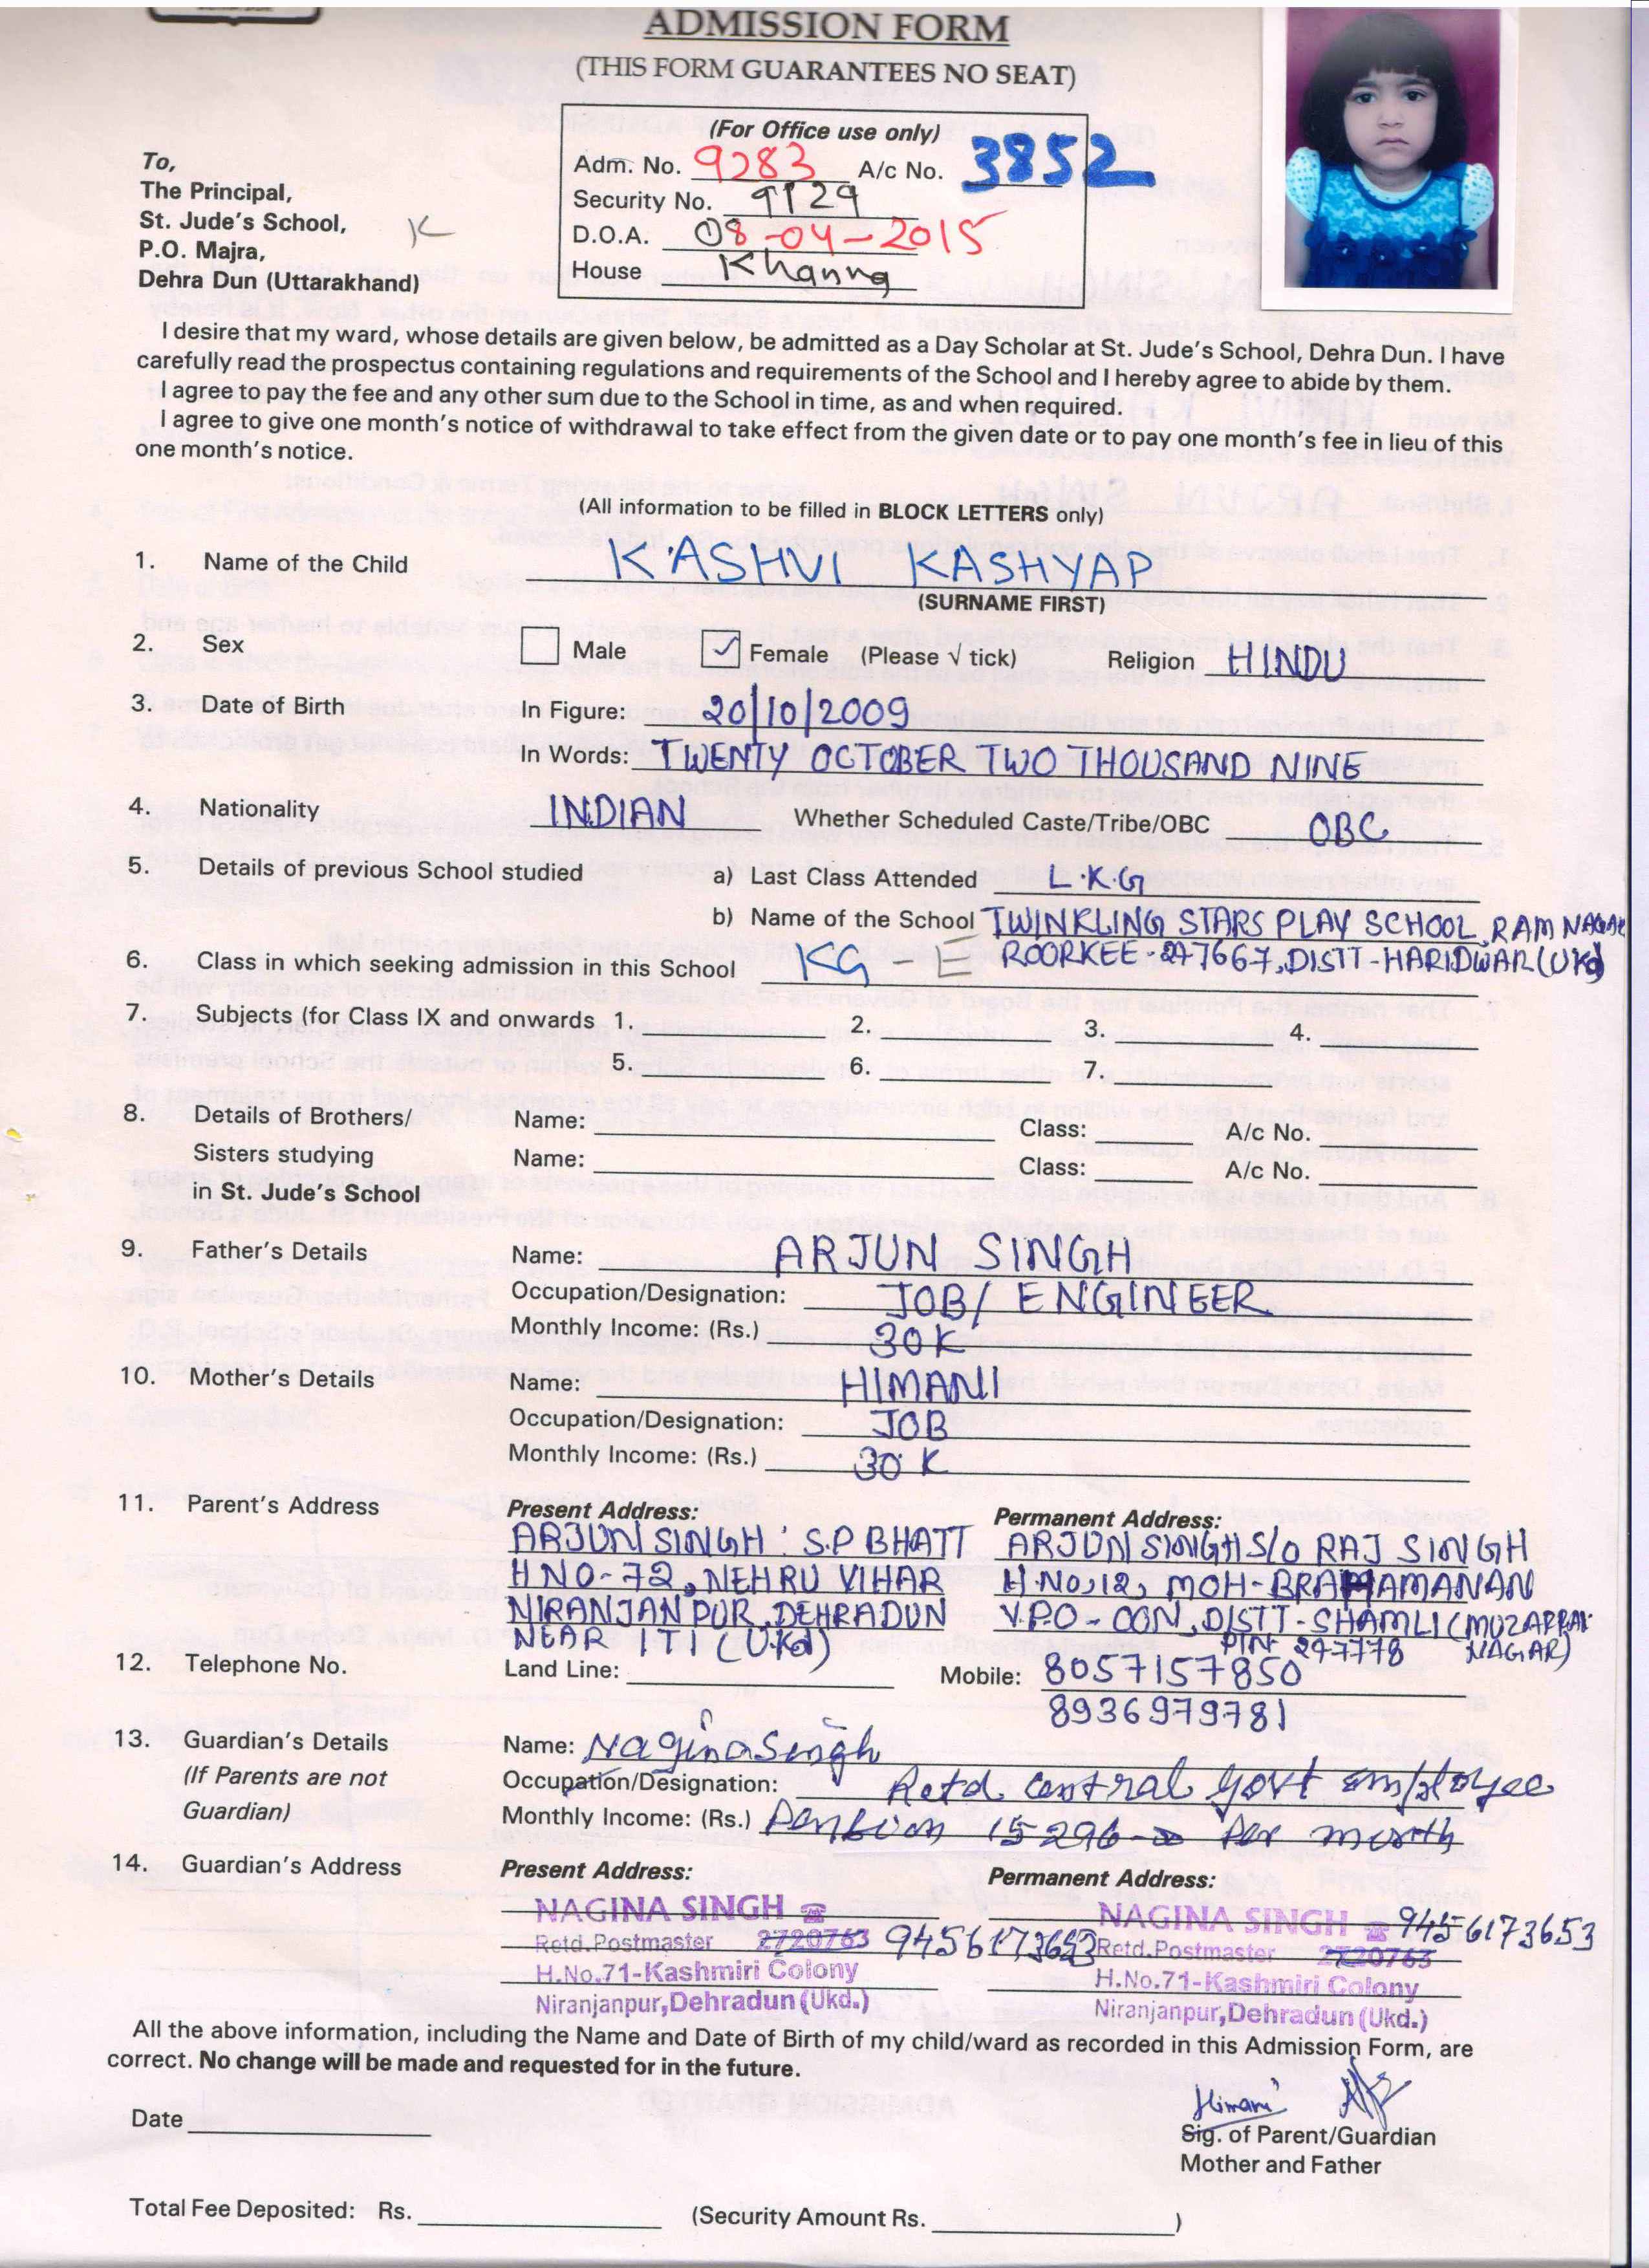 ADMISSION FORM
(THIS FORM GUARANTEES NO SEAT)
(For Office use only)
Adm. No. 9283 A/c No. 3852
Security No. 9129
D.O.A. 08-04-2015
House Khanna
To,
The Principal,
St. Jude's School,
P.O. Majra,
Dehra Dun (Uttarakhand)
K
I desire that my ward, whose details are given below, be admitted as a Day Scholar at St. Jude's School, Dehra Dun. I have
carefully read the prospectus containing regulations and requirements of the School and I hereby agree to abide by them.
I agree to pay the fee and any other sum due to the School in time, as and when required.
I agree to give one month's notice of withdrawal to take effect from the given date or to pay one month's fee in lieu of this
one month's notice.
(All information to be filled in BLOCK LETTERS only)
1. Name of the Child KASHVI KASHYAP
(SURNAME FIRST)
2. Sex Male ✓ Female (Please √ tick) Religion HINDU
3. Date of Birth In Figure: 20/10/2009
In Words: TWENTY OCTOBER TWO THOUSAND NINE
4. Nationality INDIAN Whether Scheduled Caste/Tribe/OBC OBC
5. Details of previous School studied a) Last Class Attended L.K.G
b) Name of the School TWINKLING STARS PLAY SCHOOL, RAM NAGAR
ROORKEE-247667, DISTT-HARIDWAR (UKd)
6. Class in which seeking admission in this School KG E
7. Subjects (for Class IX and onwards 1. 2. 3. 4.
5. 6. 7.
8. Details of Brothers/ Name: Class: A/c No.
Sisters studying Name: Class: A/c No.
in St. Jude's School
9. Father's Details Name: ARJUN SINGH
Occupation/Designation: JOB/ ENGINEER
Monthly Income: (Rs.) 30K
10. Mother's Details Name: HIMANI
Occupation/Designation: JOB
Monthly Income: (Rs.) 30 K
11. Parent's Address Present Address: Permanent Address:
ARJUN SINGH : S.P BHATT ARJUN SINGH S/O RAJ SINGH
H NO-72, NEHRU VIHAR H.NO.12, MOH-BRAHAMANAN
NIRANJANPUR, DEHRADUN V.P.O-OON, DISTT-SHAMLI (MUZAFFAR
NEAR ITI (UKd) PIN 247778 NAGAR)
12. Telephone No. Land Line: Mobile: 8057157850
8936979781
13. Guardian's Details Name: Nagina Singh
(If Parents are not Occupation/Designation: Retd central govt employee
Guardian) Monthly Income: (Rs.) Pension 15296-00 Per month
14. Guardian's Address Present Address: Permanent Address:
NAGINA SINGH ☎ NAGINA SINGH ☎ 9456173653
Retd.Postmaster 2720763 9456173653 Retd.Postmaster 2720763
H.No.71-Kashmiri Colony H.No.71-Kashmiri Colony
Niranjanpur,Dehradun(Ukd.) Niranjanpur,Dehradun(Ukd.)
All the above information, including the Name and Date of Birth of my child/ward as recorded in this Admission Form, are
correct. No change will be made and requested for in the future.
Himani
Date Sig. of Parent/Guardian
Mother and Father
Total Fee Deposited: Rs. (Security Amount Rs. )